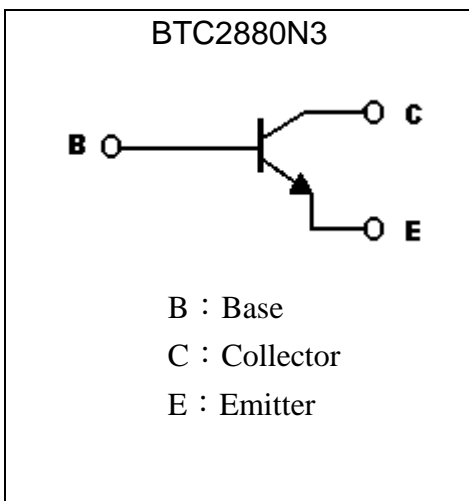 BTC2880N3
C
B
E
B：Base
C：Collector
E：Emitter